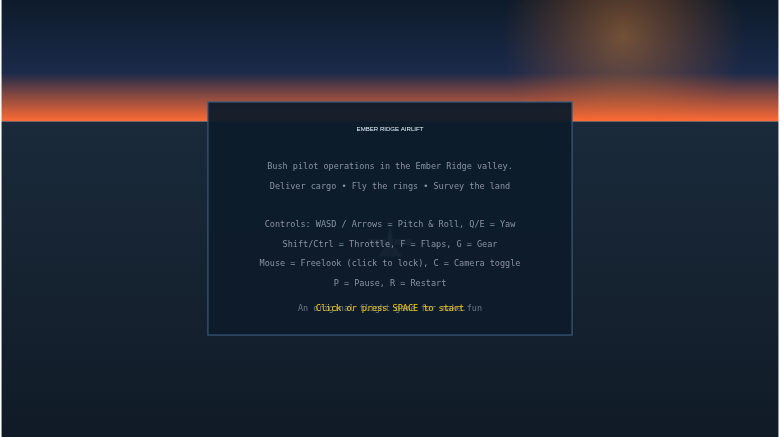 EMBER RIDGE AIRLIFT
Bush pilot operations in the Ember Ridge valley.
Deliver cargo • Fly the rings • Survey the land
Controls: WASD / Arrows = Pitch & Roll, Q/E = Yaw
Shift/Ctrl = Throttle, F = Flaps, G = Gear
Mouse = Freelook (click to lock), C = Camera toggle
P = Pause, R = Restart
Click or press SPACE to start
An fun